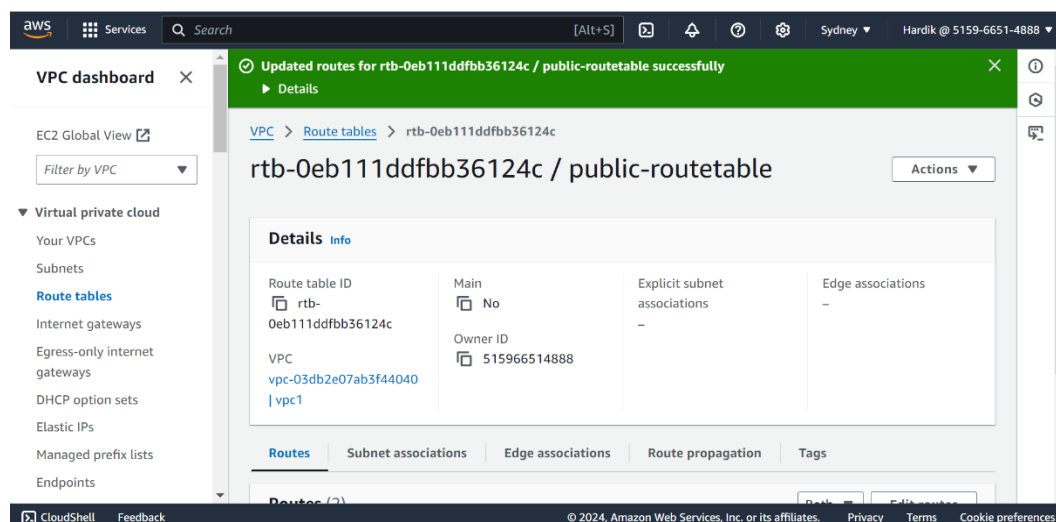 aws Services Search [Alt+S] Sydney Hardik @ 5159-6651-4888
VPC dashboard
EC2 Global View
Filter by VPC
Virtual private cloud
Your VPCs
Subnets
Route tables
Internet gateways
Egress-only internet
gateways
DHCP option sets
Elastic IPs
Managed prefix lists
Endpoints
Updated routes for rtb-0eb111ddfbb36124c / public-routetable successfully
Details
VPC > Route tables > rtb-0eb111ddfbb36124c
rtb-0eb111ddfbb36124c / public-routetable
Actions
Details Info
Route table ID
rtb-
0eb111ddfbb36124c
VPC
vpc-03db2e07ab3f44040
| vpc1
Main
No
Owner ID
515966514888
Explicit subnet
associations
–
Edge associations
–
Routes Subnet associations Edge associations Route propagation Tags
Routes (2) Both Edit routes
CloudShell Feedback © 2024, Amazon Web Services, Inc. or its affiliates. Privacy Terms Cookie preferences